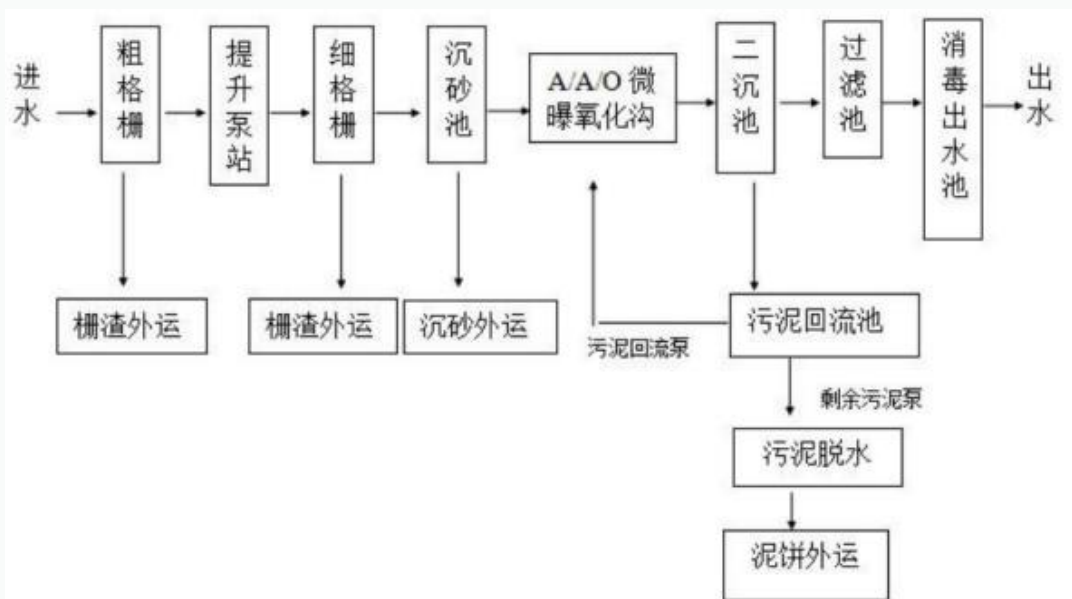 进水
粗格栅
提升泵站
细格栅
沉砂池
A/A/O 微
曝氧化沟
二沉池
过滤池
消毒出水池
出水
栅渣外运
栅渣外运
沉砂外运
污泥回流泵
污泥回流池
剩余污泥泵
污泥脱水
泥饼外运